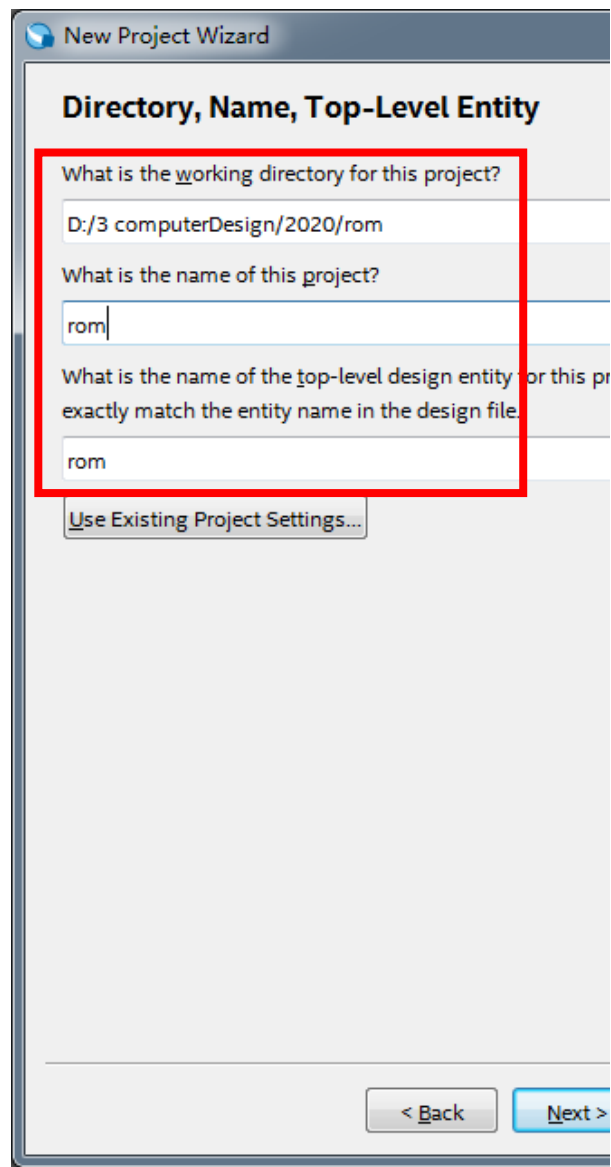 New Project Wizard
Directory, Name, Top-Level Entity
What is the working directory for this project?
D:/3 computerDesign/2020/rom
What is the name of this project?
rom
What is the name of the top-level design entity for this pr
exactly match the entity name in the design file.
rom
Use Existing Project Settings...
< Back
Next >